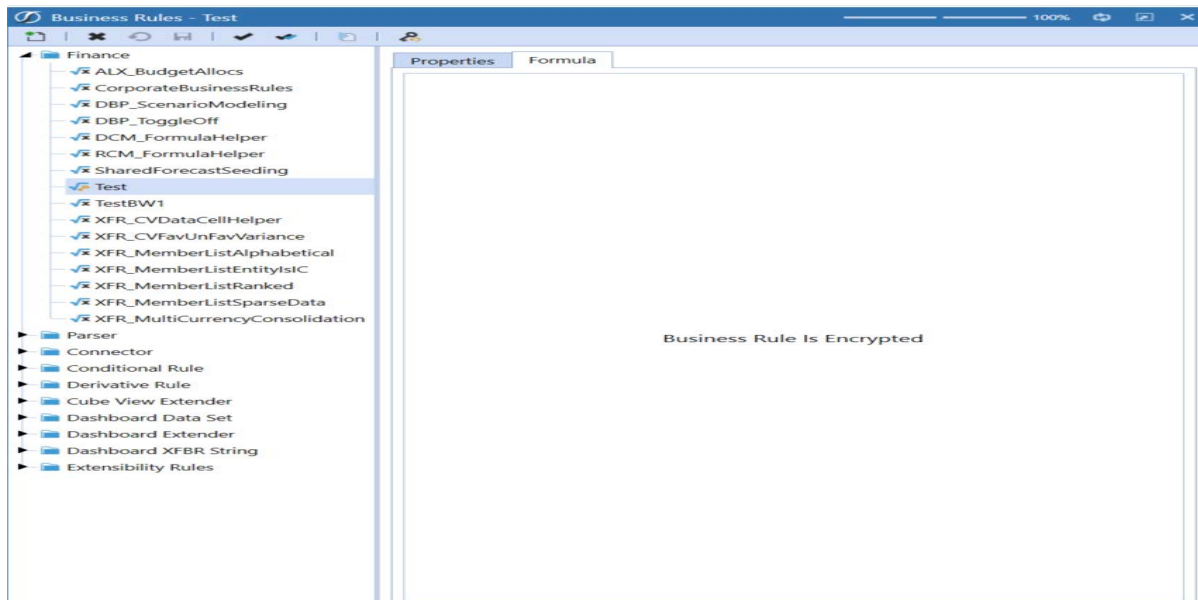 Business Rules - Test
100%
Finance
ALX_BudgetAllocs
CorporateBusinessRules
DBP_ScenarioModeling
DBP_ToggleOff
DCM_FormulaHelper
RCM_FormulaHelper
SharedForecastSeeding
Test
TestBW1
XFR_CVDataCellHelper
XFR_CVFavUnFavVariance
XFR_MemberListAlphabetical
XFR_MemberListEntityIsIC
XFR_MemberListRanked
XFR_MemberListSparseData
XFR_MultiCurrencyConsolidation
Parser
Connector
Conditional Rule
Derivative Rule
Cube View Extender
Dashboard Data Set
Dashboard Extender
Dashboard XFBR String
Extensibility Rules
Properties Formula
Business Rule Is Encrypted